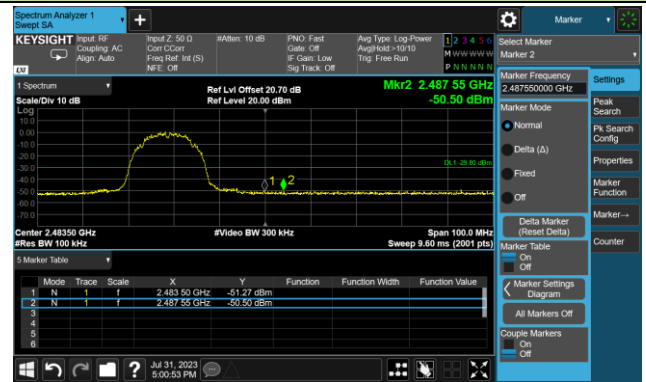 Spectrum Analyzer 1
Swept SA
+
Marker
KEYSIGHT
Input: RF
Coupling: AC
Align: Auto
Input Z: 50 Ω
Corr CCorr
Freq Ref: Int (S)
NFE: Off
#Atten: 10 dB
PNO: Fast
Gate: Off
IF Gain: Low
Sig Track: Off
Avg Type: Log-Power
Avg|Hold:>10/10
Trig: Free Run
1 2 3 4 5 6
M W W W W W
P N N N N N
LXI
Select Marker
Marker 2
1 Spectrum
Scale/Div 10 dB
Log
Ref Lvl Offset 20.70 dB
Ref Level 20.00 dBm
Mkr2 2.487 55 GHz
-50.50 dBm
10.0
0.00
-10.0
-20.0
-30.0
-40.0
-50.0
-60.0
-70.0
1
2
Center 2.48350 GHz
#Res BW 100 kHz
#Video BW 300 kHz
Span 100.0 MHz
Sweep 9.60 ms (2001 pts)
5 Marker Table
Mode Trace Scale X Y Function Function Width Function Value
1 N 1 f 2.483 50 GHz -51.27 dBm
2 N 1 f 2.487 55 GHz -50.50 dBm
3
4
5
6
Marker Frequency
2.487550000 GHz
Marker Mode
Normal
Delta (Δ)
Fixed
Off
Delta Marker
(Reset Delta)
Marker Table
On
Off
Marker Settings
Diagram
All Markers Off
Couple Markers
On
Off
Settings
Peak
Search
Pk Search
Config
Properties
Marker
Function
Marker→
Counter
?
Jul 31, 2023
5:00:53 PM